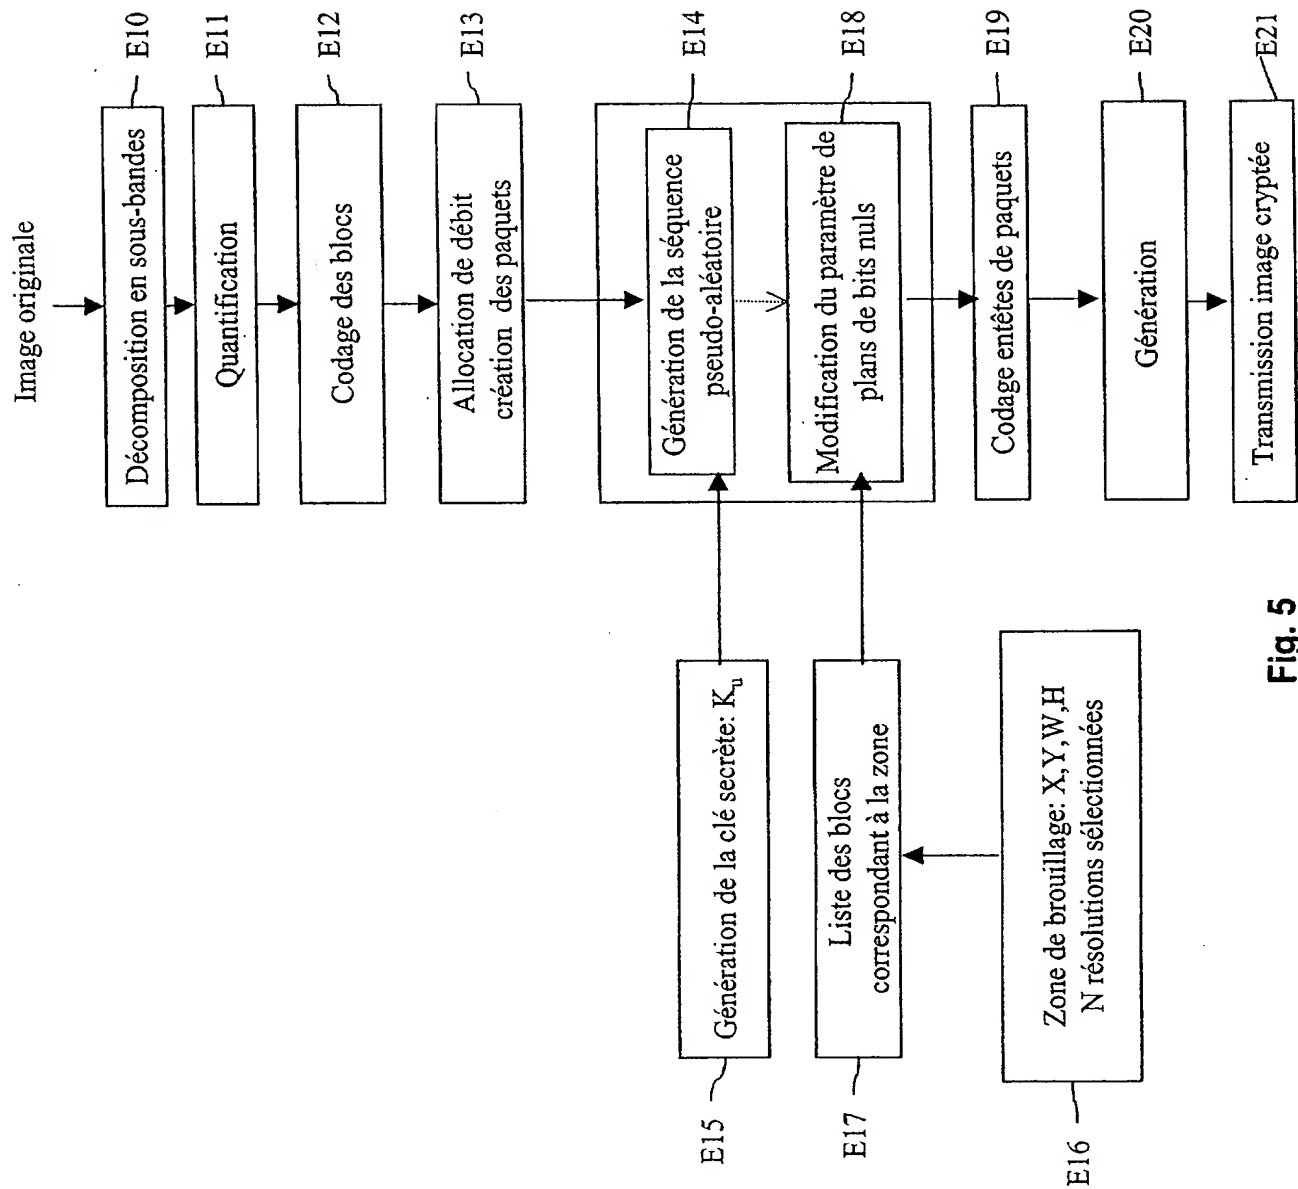 Image originale
Décomposition en sous-bandes
E10
Quantification
E11
Codage des blocs
E12
Allocation de débit
création des paquets
E13
Génération de la séquence
pseudo-aléatoire
E14
Modification du paramètre de
plans de bits nuls
E18
Codage entêtes de paquets
E19
Génération
E20
Transmission image cryptée
E21
Génération de la clé secrète: Ku
E15
Liste des blocs
correspondant à la zone
E17
Zone de brouillage: X,Y,W,H
N résolutions sélectionnées
E16
Fig. 5